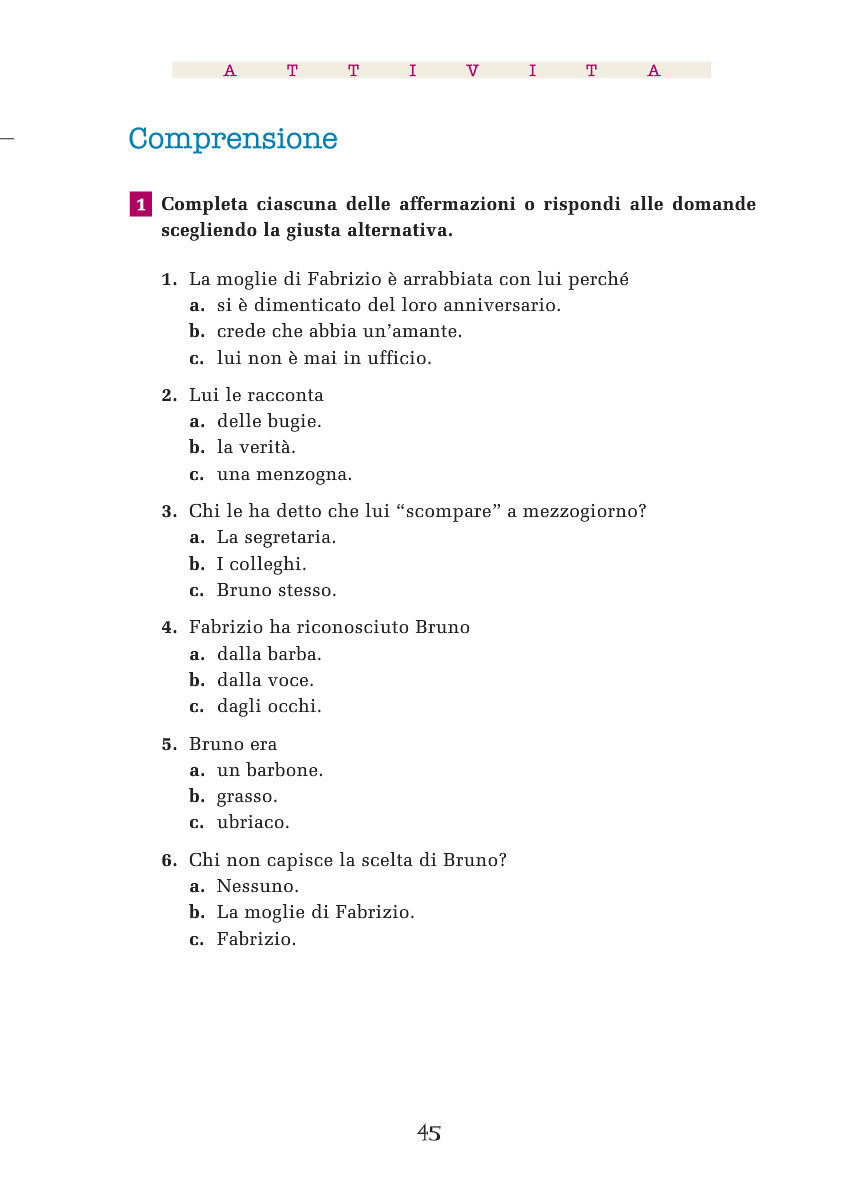 A T T I V I T A
Comprensione
1 Completa ciascuna delle affermazioni o rispondi alle domande
scegliendo la giusta alternativa.
1. La moglie di Fabrizio è arrabbiata con lui perché
a. si è dimenticato del loro anniversario.
b. crede che abbia un’amante.
c. lui non è mai in ufficio.
2. Lui le racconta
a. delle bugie.
b. la verità.
c. una menzogna.
3. Chi le ha detto che lui “scompare” a mezzogiorno?
a. La segretaria.
b. I colleghi.
c. Bruno stesso.
4. Fabrizio ha riconosciuto Bruno
a. dalla barba.
b. dalla voce.
c. dagli occhi.
5. Bruno era
a. un barbone.
b. grasso.
c. ubriaco.
6. Chi non capisce la scelta di Bruno?
a. Nessuno.
b. La moglie di Fabrizio.
c. Fabrizio.
45